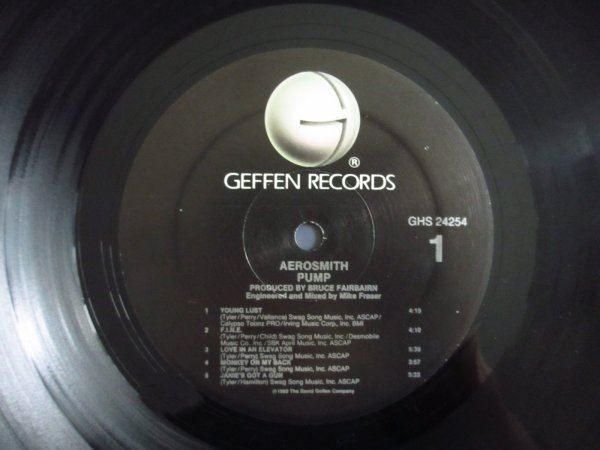 ®
GEFFEN RECORDS
GHS 24254
1
AEROSMITH
PUMP
PRODUCED BY BRUCE FAIRBAIRN
Engineered and Mixed by Mike Fraser
1 YOUNG LUST 4:19
(Tyler/Perry/Vallance) Swag Song Music, Inc. ASCAP/
Calypso Toonz PRO/Irving Music Corp., Inc. BMI
2 F.I.N.E. 4:10
(Tyler/Perry/Child) Swag Song Music, Inc./Desmobile
Music Co., Inc./SBK April Music, Inc. ASCAP
3 LOVE IN AN ELEVATOR 5:39
(Tyler/Perry) Swag Song Music, Inc. ASCAP
4 MONKEY ON MY BACK 3:57
(Tyler/Perry) Swag Song Music, Inc. ASCAP
5 JANIE'S GOT A GUN 5:33
(Tyler/Hamilton) Swag Song Music, Inc. ASCAP
1989 The David Geffen Company